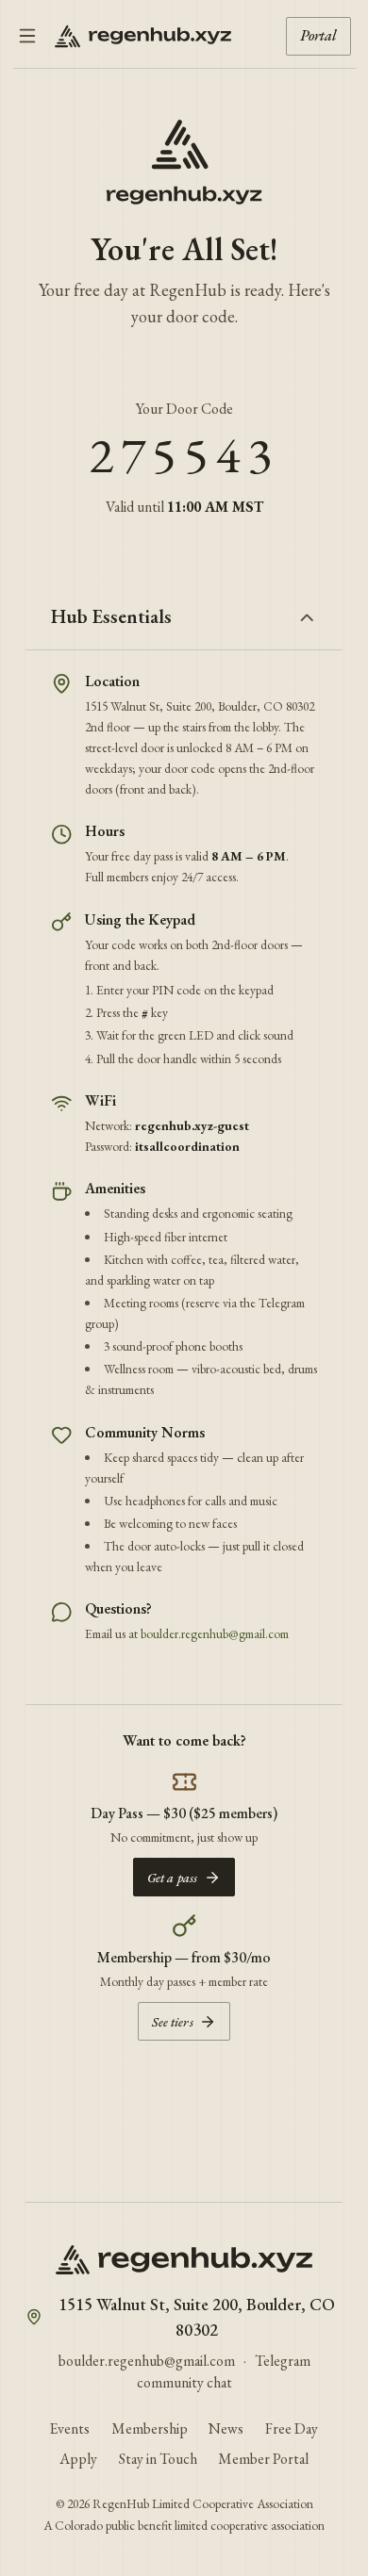 regenhub.xyz
Portal
regenhub.xyz
You're All Set!
Your free day at RegenHub is ready. Here's
your door code.
Your Door Code
275543
Valid until 11:00 AM MST
Hub Essentials
Location
1515 Walnut St, Suite 200, Boulder, CO 80302
2nd floor — up the stairs from the lobby. The
street-level door is unlocked 8 AM – 6 PM on
weekdays; your door code opens the 2nd-floor
doors (front and back).
Hours
Your free day pass is valid 8 AM – 6 PM.
Full members enjoy 24/7 access.
Using the Keypad
Your code works on both 2nd-floor doors —
front and back.
1. Enter your PIN code on the keypad
2. Press the # key
3. Wait for the green LED and click sound
4. Pull the door handle within 5 seconds
WiFi
Network: regenhub.xyz-guest
Password: itsallcoordination
Amenities
• Standing desks and ergonomic seating
• High-speed fiber internet
• Kitchen with coffee, tea, filtered water,
and sparkling water on tap
• Meeting rooms (reserve via the Telegram
group)
• 3 sound-proof phone booths
• Wellness room — vibro-acoustic bed, drums
& instruments
Community Norms
• Keep shared spaces tidy — clean up after
yourself
• Use headphones for calls and music
• Be welcoming to new faces
• The door auto-locks — just pull it closed
when you leave
Questions?
Email us at boulder.regenhub@gmail.com
Want to come back?
Day Pass — $30 ($25 members)
No commitment, just show up
Get a pass →
Membership — from $30/mo
Monthly day passes + member rate
See tiers →
regenhub.xyz
1515 Walnut St, Suite 200, Boulder, CO
80302
boulder.regenhub@gmail.com · Telegram
community chat
Events Membership News Free Day
Apply Stay in Touch Member Portal
© 2026 RegenHub Limited Cooperative Association
A Colorado public benefit limited cooperative association